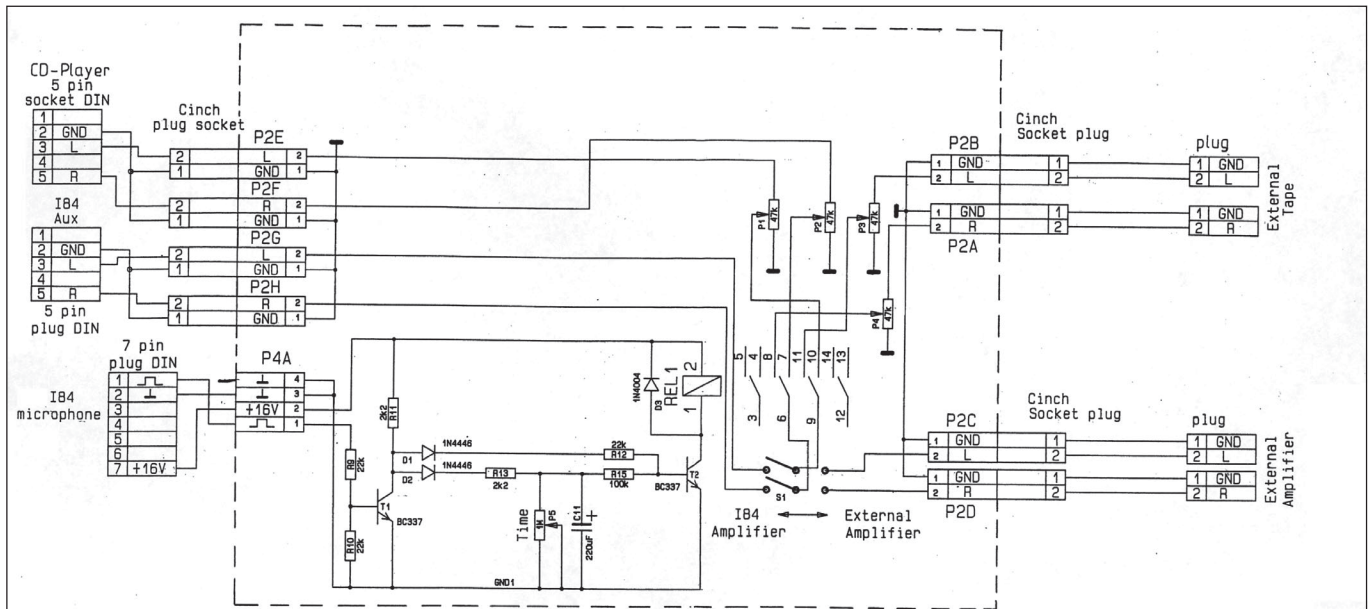 CD-Player
5 pin
socket DIN
1
2 GND
3 L
4
5 R
IB4
Aux
1
2 GND
3 L
4
5 R
5 pin
plug DIN
Cinch
plug socket
P2E
2 L 2
1 GND 1
P2F
2 R 2
1 GND 1
P2G
2 L 2
1 GND 1
P2H
2 R 2
1 GND 1
7 pin
plug DIN
IB4
microphone
1
2
3
4
5
6
7 +16V
P4A
4
3
+16V 2
1
R9
22k
R10
22k
T1
BC337
2k2
R11
1N4446
D1
1N4446
D2
R13
2k2
22k
R12
R15
100k
Time
1M
P5
C11
+
220uF
GND1
1N4004
D3
REL1
2
1
T2
BC337
P1
47k
P2
47k
P3
47k
P4
47k
5 4 8 7 11 10 14 13
3 6 9 12
S1
IB4
Amplifier
External
Amplifier
P2B
1 GND 1
2 L 2
1 GND 1
2 R 2
P2A
Cinch
Socket plug
plug
1 GND
2 L
1 GND
2 R
External
Tape
P2C
1 GND 1
2 L 2
1 GND 1
2 R 2
P2D
Cinch
Socket plug
plug
1 GND
2 L
1 GND
2 R
External
Amplifier